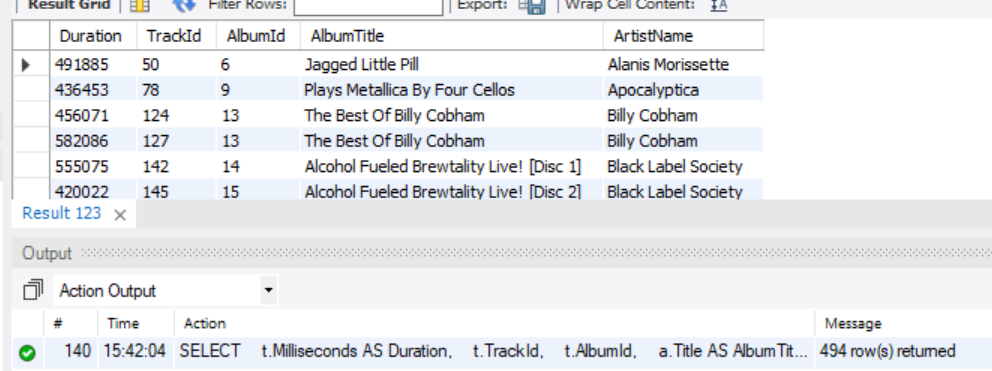 Result Grid Filter Rows: Export: Wrap Cell Content:
Duration TrackId AlbumId AlbumTitle ArtistName
491885 50 6 Jagged Little Pill Alanis Morissette
436453 78 9 Plays Metallica By Four Cellos Apocalyptica
456071 124 13 The Best Of Billy Cobham Billy Cobham
582086 127 13 The Best Of Billy Cobham Billy Cobham
555075 142 14 Alcohol Fueled Brewtality Live! [Disc 1] Black Label Society
420022 145 15 Alcohol Fueled Brewtality Live! [Disc 2] Black Label Society
Result 123
Output
Action Output
# Time Action Message
140 15:42:04 SELECT t.Milliseconds AS Duration, t.TrackId, t.AlbumId, a.Title AS AlbumTit... 494 row(s) returned